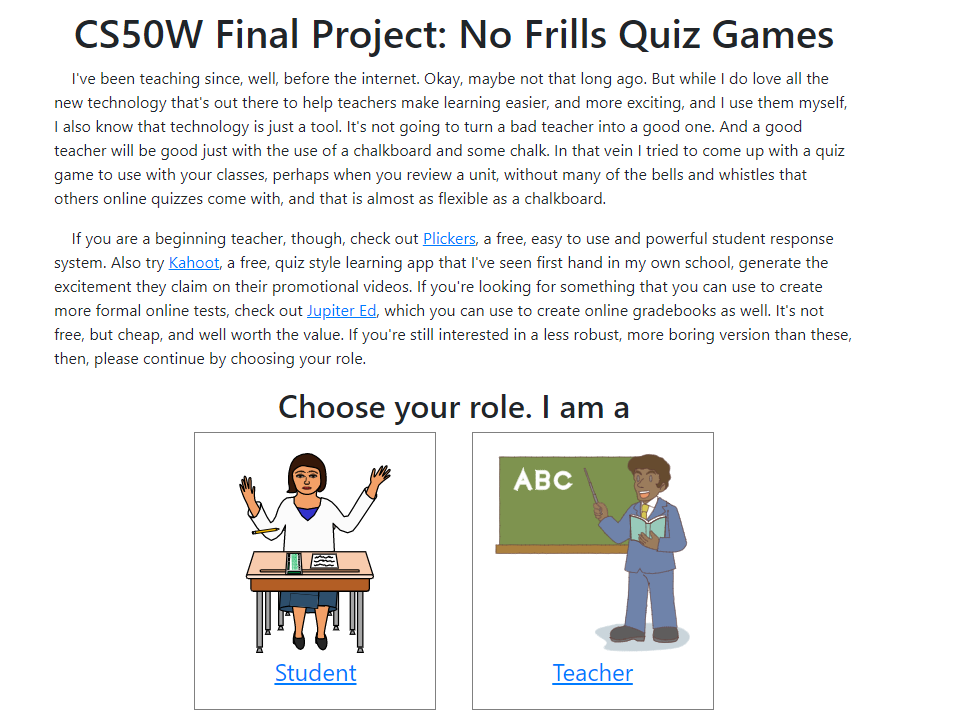 CS50W Final Project: No Frills Quiz Games
I've been teaching since, well, before the internet. Okay, maybe not that long ago. But while I do love all the
new technology that's out there to help teachers make learning easier, and more exciting, and I use them myself,
I also know that technology is just a tool. It's not going to turn a bad teacher into a good one. And a good
teacher will be good just with the use of a chalkboard and some chalk. In that vein I tried to come up with a quiz
game to use with your classes, perhaps when you review a unit, without many of the bells and whistles that
others online quizzes come with, and that is almost as flexible as a chalkboard.
If you are a beginning teacher, though, check out Plickers, a free, easy to use and powerful student response
system. Also try Kahoot, a free, quiz style learning app that I've seen first hand in my own school, generate the
excitement they claim on their promotional videos. If you're looking for something that you can use to create
more formal online tests, check out Jupiter Ed, which you can use to create online gradebooks as well. It's not
free, but cheap, and well worth the value. If you're still interested in a less robust, more boring version than these,
then, please continue by choosing your role.
Choose your role. I am a
ABC
Student
Teacher